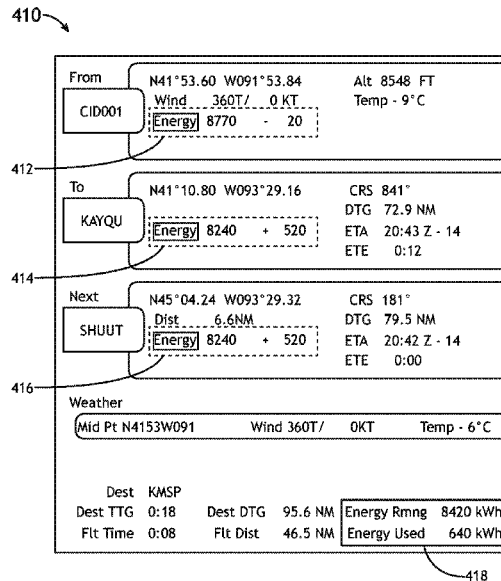 410
From
CID001
N41°53.60 W091°53.84 Alt 8548 FT
Wind 360T/ 0 KT Temp - 9°C
Energy 8770 - 20
412
To
KAYQU
N41°10.80 W093°29.16 CRS 841°
DTG 72.9 NM
Energy 8240 + 520 ETA 20:43 Z - 14
ETE 0:12
414
Next
SHUUT
N45°04.24 W093°29.32 CRS 181°
Dist 6.6NM DTG 79.5 NM
Energy 8240 + 520 ETA 20:42 Z - 14
ETE 0:00
416
Weather
Mid Pt N4153W091 Wind 360T/ 0KT Temp - 6°C
Dest KMSP
Dest TTG 0:18 Dest DTG 95.6 NM Energy Rmng 8420 kWh
Flt Time 0:08 Flt Dist 46.5 NM Energy Used 640 kWh
418